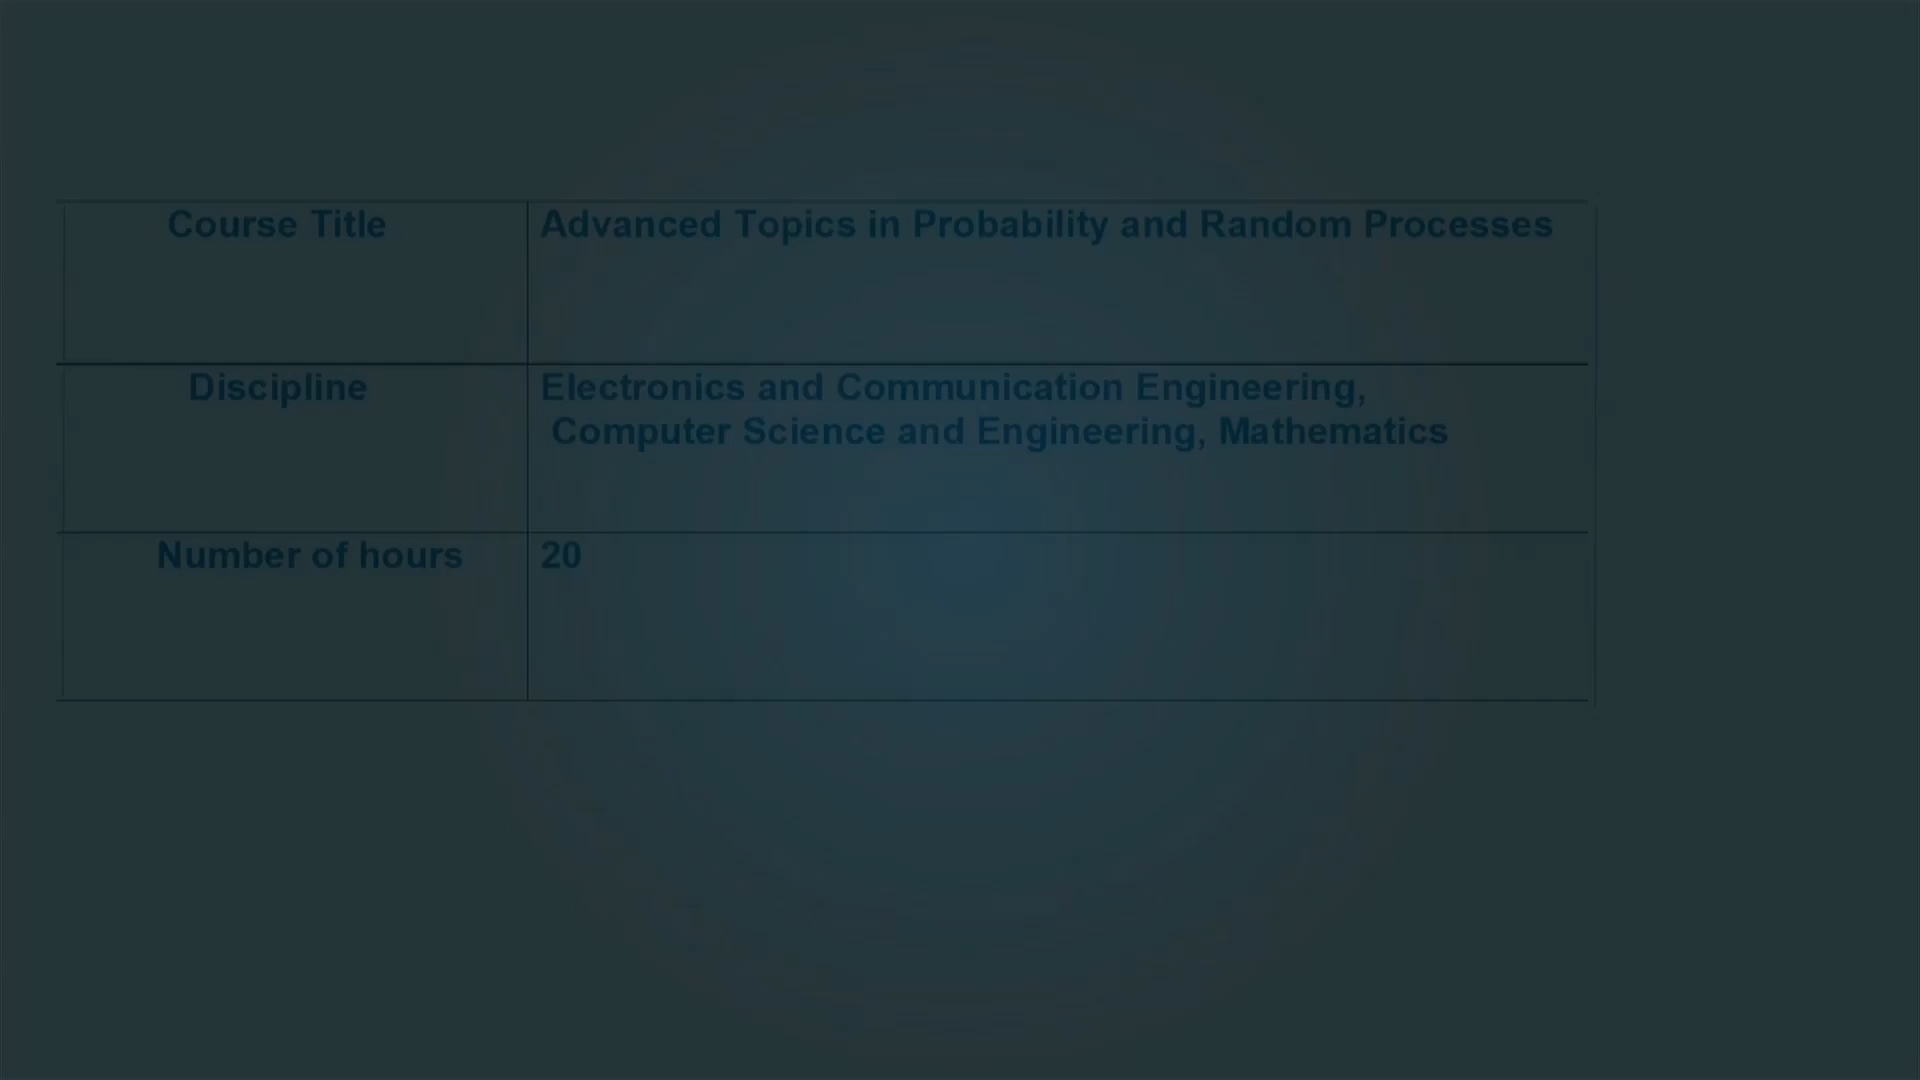 Course Title
Advanced Topics in Probability and Random Processes
Discipline
Electronics and Communication Engineering,
Computer Science and Engineering, Mathematics
Number of hours
20